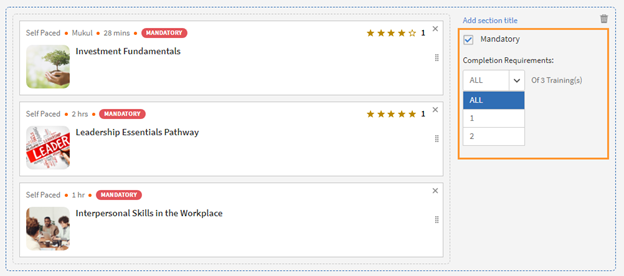 Self Paced • Mukul • 28 mins • MANDATORY
1
Investment Fundamentals
Self Paced • 2 hrs • MANDATORY
1
LEADER
Leadership Essentials Pathway
Self Paced • 1 hr • MANDATORY
Interpersonal Skills in the Workplace
Add section title
Mandatory
Completion Requirements:
ALL Of 3 Training(s)
ALL
1
2